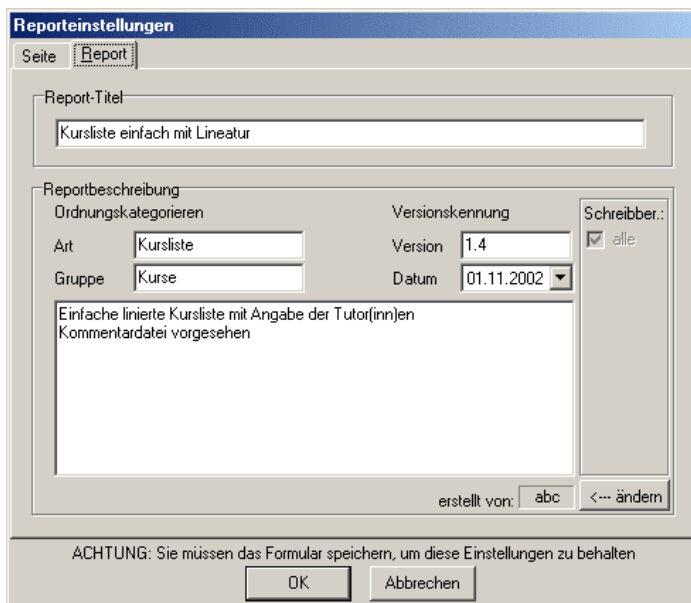 Reporteinstellungen
Seite Report
Report-Titel
Kursliste einfach mit Lineatur
Reportbeschreibung
Ordnungskategorieren Versionskennung Schreibber.:
Art Kursliste Version 1.4 alle
Gruppe Kurse Datum 01.11.2002
Einfache linierte Kursliste mit Angabe der Tutor(inn)en
Kommentardatei vorgesehen
erstellt von: abc <--- ändern
ACHTUNG: Sie müssen das Formular speichern, um diese Einstellungen zu behalten
OK Abbrechen